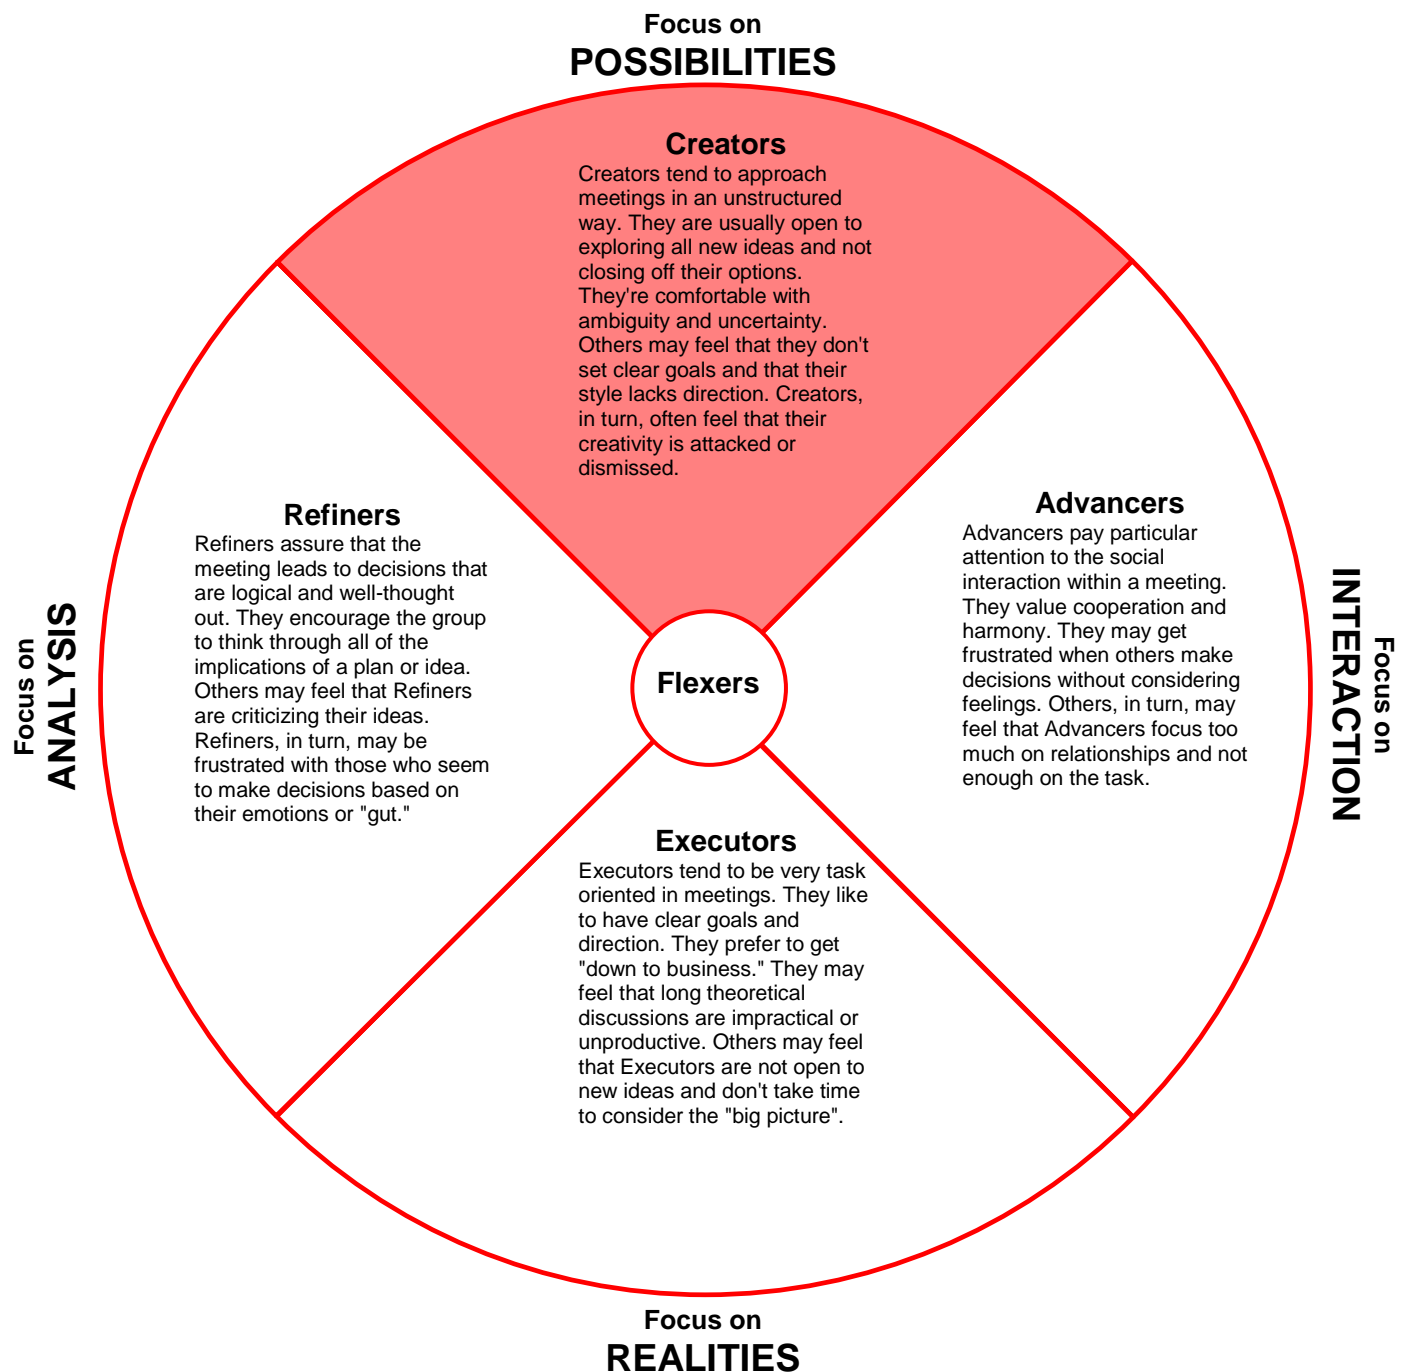 Focus on
POSSIBILITIES
Creators
Creators tend to approach
meetings in an unstructured
way. They are usually open to
exploring all new ideas and not
closing off their options.
They're comfortable with
ambiguity and uncertainty.
Others may feel that they don't
set clear goals and that their
style lacks direction. Creators,
in turn, often feel that their
creativity is attacked or
dismissed.
Focus on
ANALYSIS
Refiners
Refiners assure that the
meeting leads to decisions that
are logical and well-thought
out. They encourage the group
to think through all of the
implications of a plan or idea.
Others may feel that Refiners
are criticizing their ideas.
Refiners, in turn, may be
frustrated with those who seem
to make decisions based on
their emotions or "gut."
Flexers
Advancers
Advancers pay particular
attention to the social
interaction within a meeting.
They value cooperation and
harmony. They may get
frustrated when others make
decisions without considering
feelings. Others, in turn, may
feel that Advancers focus too
much on relationships and not
enough on the task.
Focus on
INTERACTION
Executors
Executors tend to be very task
oriented in meetings. They like
to have clear goals and
direction. They prefer to get
"down to business." They may
feel that long theoretical
discussions are impractical or
unproductive. Others may feel
that Executors are not open to
new ideas and don't take time
to consider the "big picture".
Focus on
REALITIES